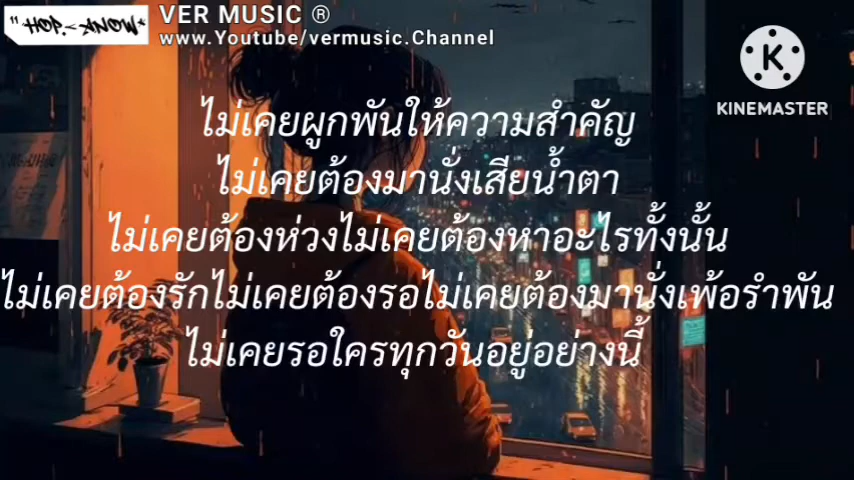 "HOP.-ANOW"
VER MUSIC ®
www.Youtube/vermusic.Channel
KINEMASTER
ไม่เคยผูกพันให้ความสำคัญ
ไม่เคยต้องมานั่งเสียน้ำตา
ไม่เคยต้องห่วงไม่เคยต้องหาอะไรทั้งนั้น
ไม่เคยต้องรักไม่เคยต้องรอไม่เคยต้องมานั่งเพ้อรำพัน
ไม่เคยรอใครทุกวันอยู่อย่างนี้